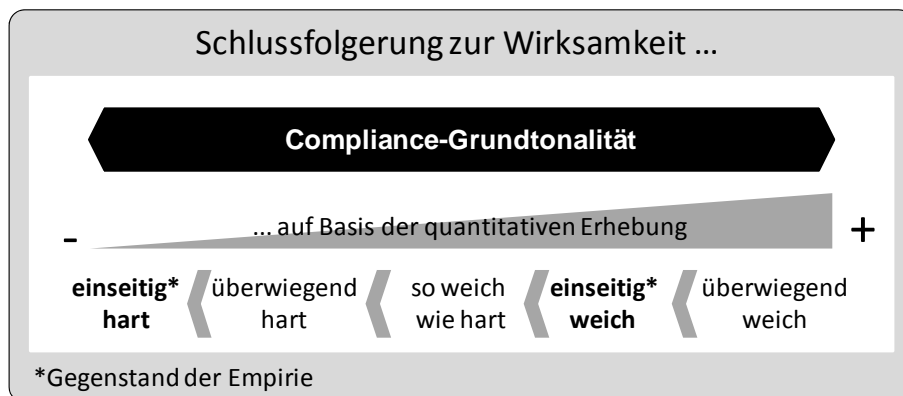 Schlussfolgerung zur Wirksamkeit ...
Compliance-Grundtonalität
... auf Basis der quantitativen Erhebung
- +
einseitig* überwiegend so weich einseitig* überwiegend
hart hart wie hart weich weich
*Gegenstand der Empirie